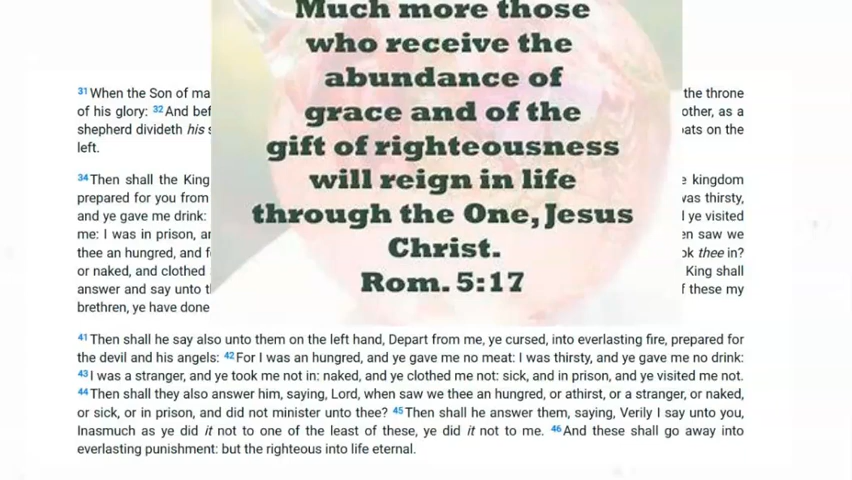 Much more those
who receive the
abundance of
grace and of the
gift of righteousness
will reign in life
through the One, Jesus
Christ.
Rom. 5:17
31 When the Son of the throne
of his glory: 32 And other, as a
shepherd divideth his on the
left.
34 Then shall the King kingdom
prepared for you from was thirsty,
and ye gave me drink: ye visited
me: I was in prison, saw we
thee an hungred, and thee in?
or naked, and clothed King shall
answer and say unto these my
brethren, ye have done
41 Then shall he say also unto them on the left hand, Depart from me, ye cursed, into everlasting fire, prepared for
the devil and his angels: 42 For I was an hungred, and ye gave me no meat: I was thirsty, and ye gave me no drink:
43 I was a stranger, and ye took me not in: naked, and ye clothed me not: sick, and in prison, and ye visited me not.
44 Then shall they also answer him, saying, Lord, when saw we thee an hungred, or athirst, or a stranger, or naked,
or sick, or in prison, and did not minister unto thee? 45 Then shall he answer them, saying, Verily I say unto you,
Inasmuch as ye did it not to one of the least of these, ye did it not to me. 46 And these shall go away into
everlasting punishment: but the righteous into life eternal.